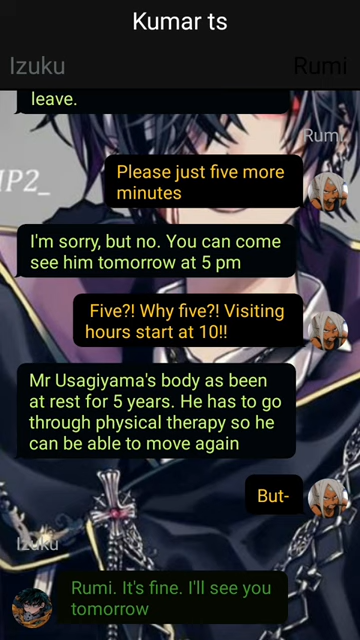 Kumar ts
Izuku
Rumi
leave.
Rum
IP2_
Please just five more
minutes
I'm sorry, but no. You can come
see him tomorrow at 5 pm
Five?! Why five?! Visiting
hours start at 10!!
Mr Usagiyama's body as been
at rest for 5 years. He has to go
through physical therapy so he
can be able to move again
But-
Izuku
Rumi. It's fine. I'll see you
tomorrow